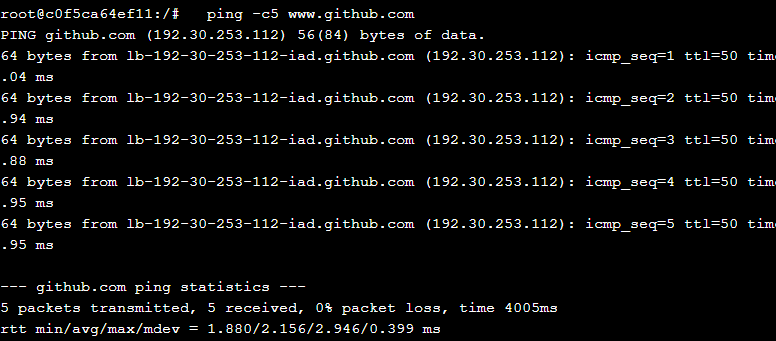 root@c0f5ca64ef11:/#   ping -c5 www.github.com
PING github.com (192.30.253.112) 56(84) bytes of data.
64 bytes from lb-192-30-253-112-iad.github.com (192.30.253.112): icmp_seq=1 ttl=50 tim
.04 ms
64 bytes from lb-192-30-253-112-iad.github.com (192.30.253.112): icmp_seq=2 ttl=50 tim
.94 ms
64 bytes from lb-192-30-253-112-iad.github.com (192.30.253.112): icmp_seq=3 ttl=50 tim
.88 ms
64 bytes from lb-192-30-253-112-iad.github.com (192.30.253.112): icmp_seq=4 ttl=50 tim
.95 ms
64 bytes from lb-192-30-253-112-iad.github.com (192.30.253.112): icmp_seq=5 ttl=50 tim
.95 ms
--- github.com ping statistics ---
5 packets transmitted, 5 received, 0% packet loss, time 4005ms
rtt min/avg/max/mdev = 1.880/2.156/2.946/0.399 ms